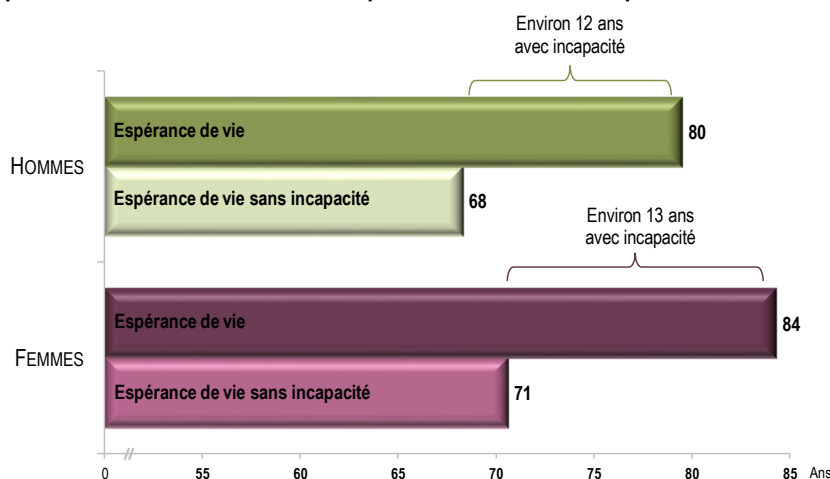 Environ 12 ans
avec incapacité
HOMMES
Espérance de vie
80
Espérance de vie sans incapacité
68
Environ 13 ans
avec incapacité
FEMMES
Espérance de vie
84
Espérance de vie sans incapacité
71
0 55 60 65 70 75 80 85 Ans